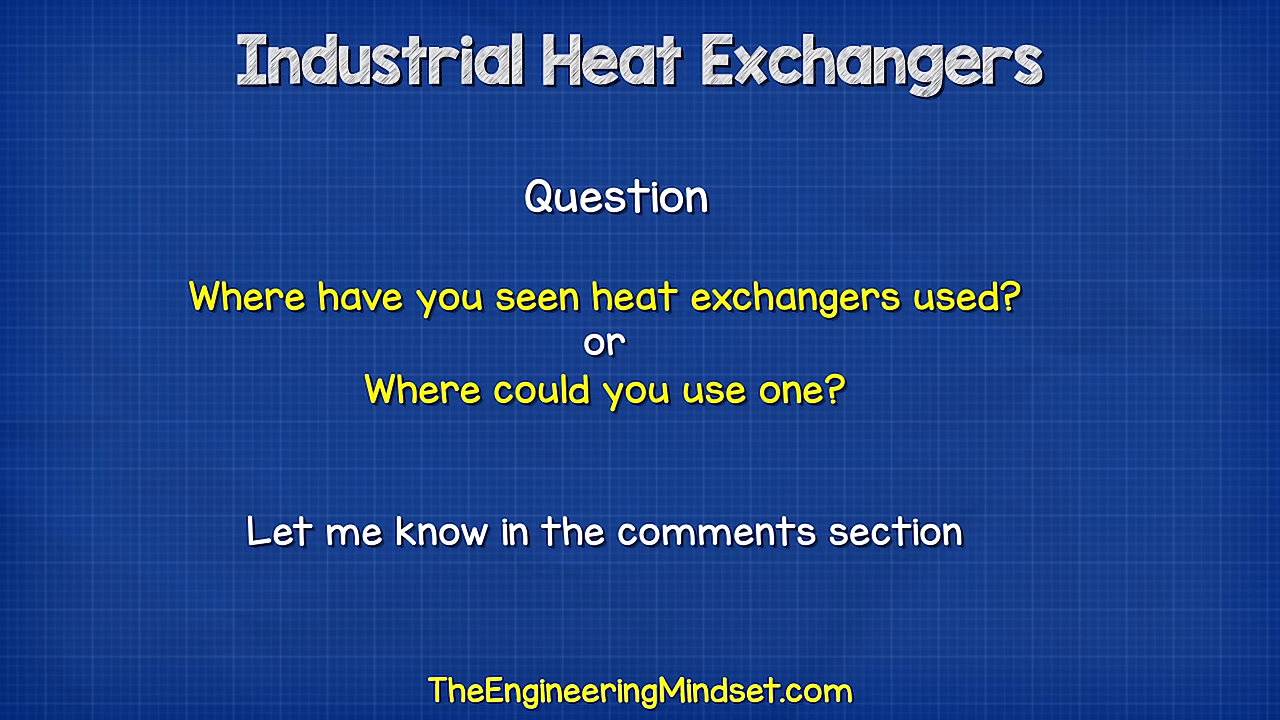 Industrial Heat Exchangers
Question
Where have you seen heat exchangers used?
or
Where could you use one?
Let me know in the comments section
TheEngineeringMindset.com